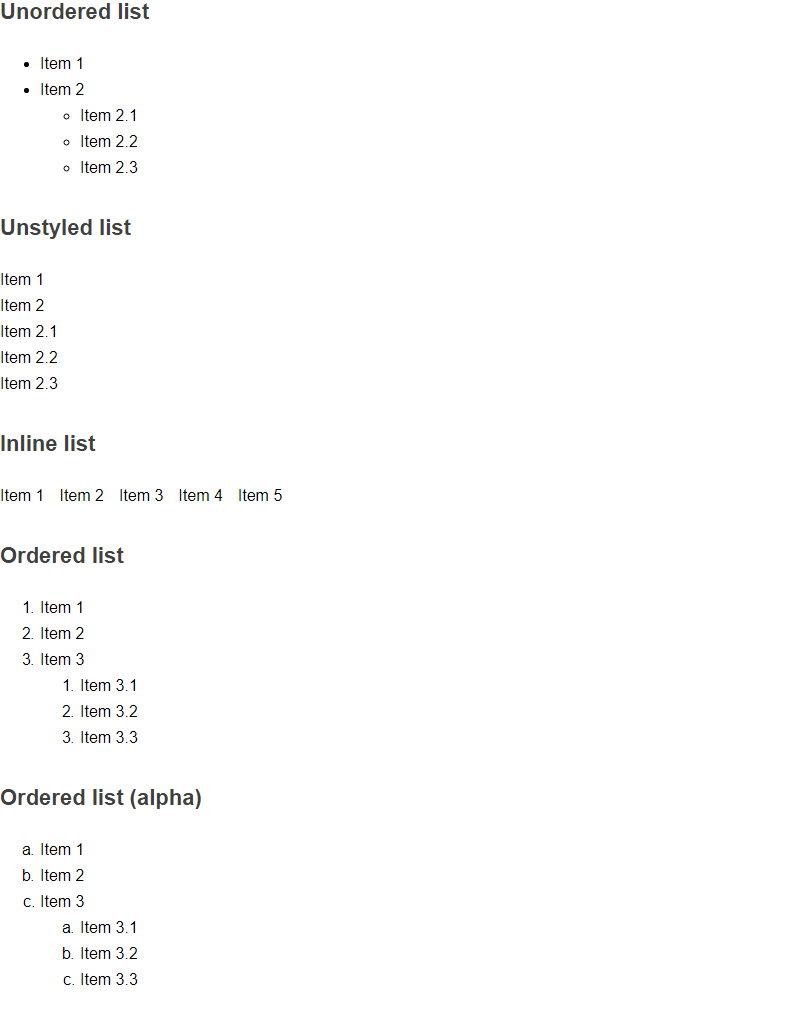 Unordered list
• Item 1
• Item 2
◦ Item 2.1
◦ Item 2.2
◦ Item 2.3
Unstyled list
Item 1
Item 2
Item 2.1
Item 2.2
Item 2.3
Inline list
Item 1 Item 2 Item 3 Item 4 Item 5
Ordered list
1. Item 1
2. Item 2
3. Item 3
1. Item 3.1
2. Item 3.2
3. Item 3.3
Ordered list (alpha)
a. Item 1
b. Item 2
c. Item 3
a. Item 3.1
b. Item 3.2
c. Item 3.3